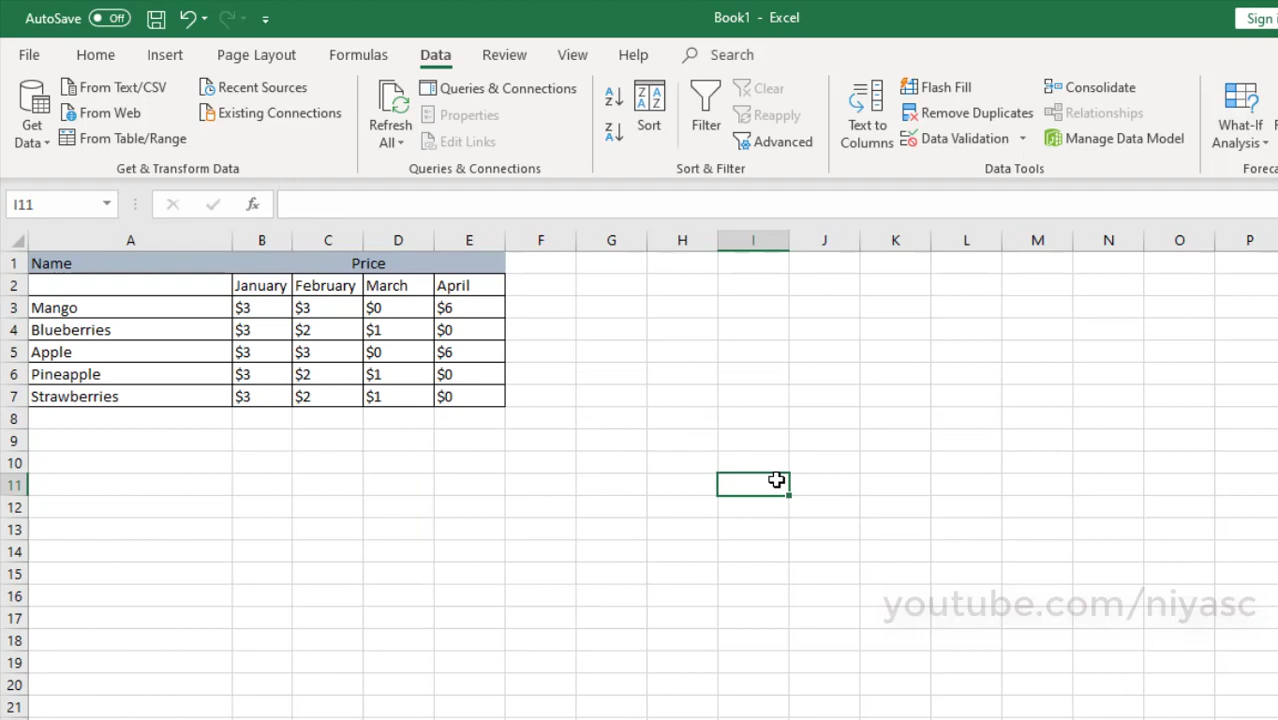 AutoSave Off Book1 - Excel Sign i
File Home Insert Page Layout Formulas Data Review View Help Search
Get Data
From Text/CSV
From Web
From Table/Range
Recent Sources
Existing Connections
Get & Transform Data
Refresh All
Queries & Connections
Properties
Edit Links
Queries & Connections
A Z
Z A
Z A A Z
Sort
Filter
Clear
Reapply
Advanced
Sort & Filter
Text to Columns
Flash Fill
Remove Duplicates
Data Validation
Consolidate
Relationships
Manage Data Model
Data Tools
What-If Analysis
Foreca
I11 fx
A B C D E F G H I J K L M N O P
1 Name Price
2 January February March April
3 Mango $3 $3 $0 $6
4 Blueberries $3 $2 $1 $0
5 Apple $3 $3 $0 $6
6 Pineapple $3 $2 $1 $0
7 Strawberries $3 $2 $1 $0
8
9
10
11
12
13
14
15
16
17
18
19
20
21
youtube.com/niyasc